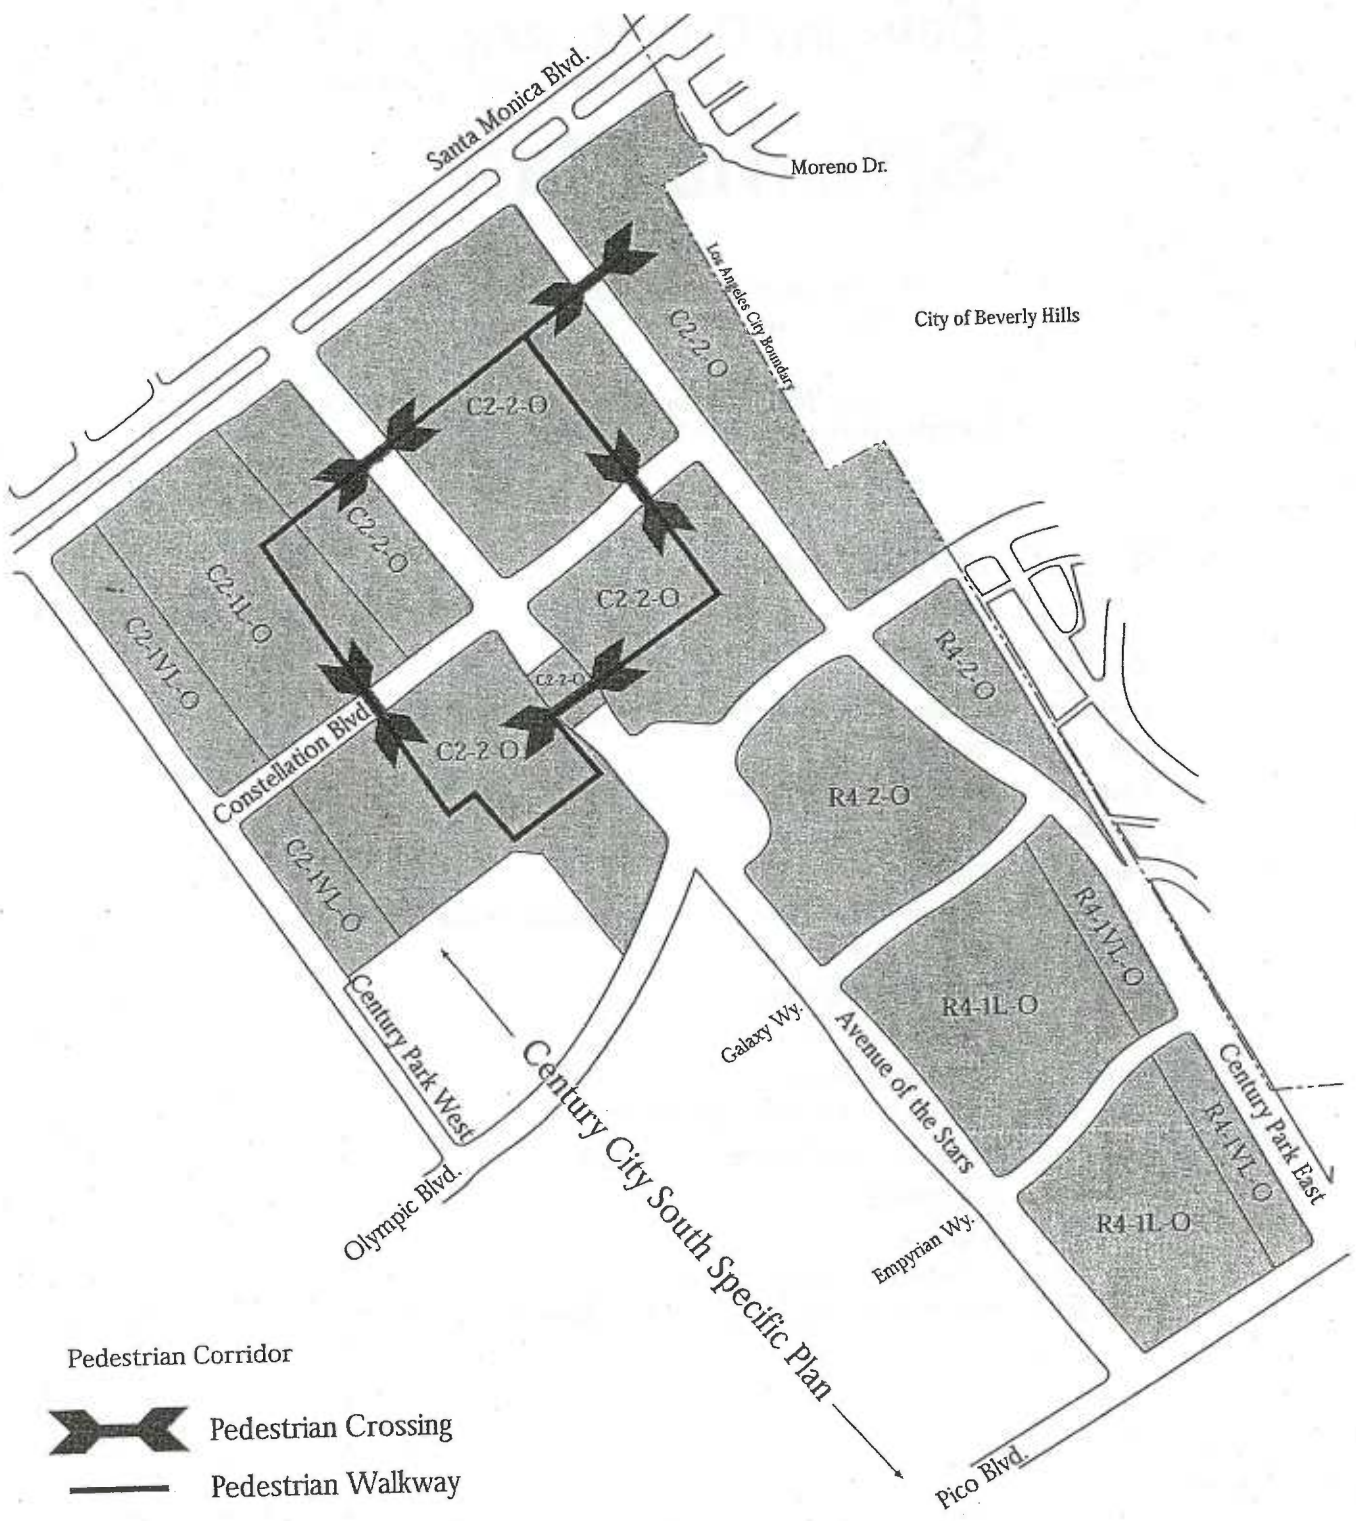 Santa Monica Blvd.
Moreno Dr.
Los Angeles City Boundary
City of Beverly Hills
C2-2-O
C2-2-O
C2-2-O
C2-1L-O
C2-1VL-O
C2-2-O
C2-2-O
C2-2-O
R4-2-O
Constellation Blvd.
C2-1VL-O
R4-2-O
R4-1VL-O
Century Park West
R4-1L-O
Galaxy Wy.
Avenue of the Stars
Century City South Specific Plan
Century Park East
R4-1VL-O
Olympic Blvd.
Empyrian Wy.
R4-1L-O
Pico Blvd.
Pedestrian Corridor
Pedestrian Crossing
Pedestrian Walkway